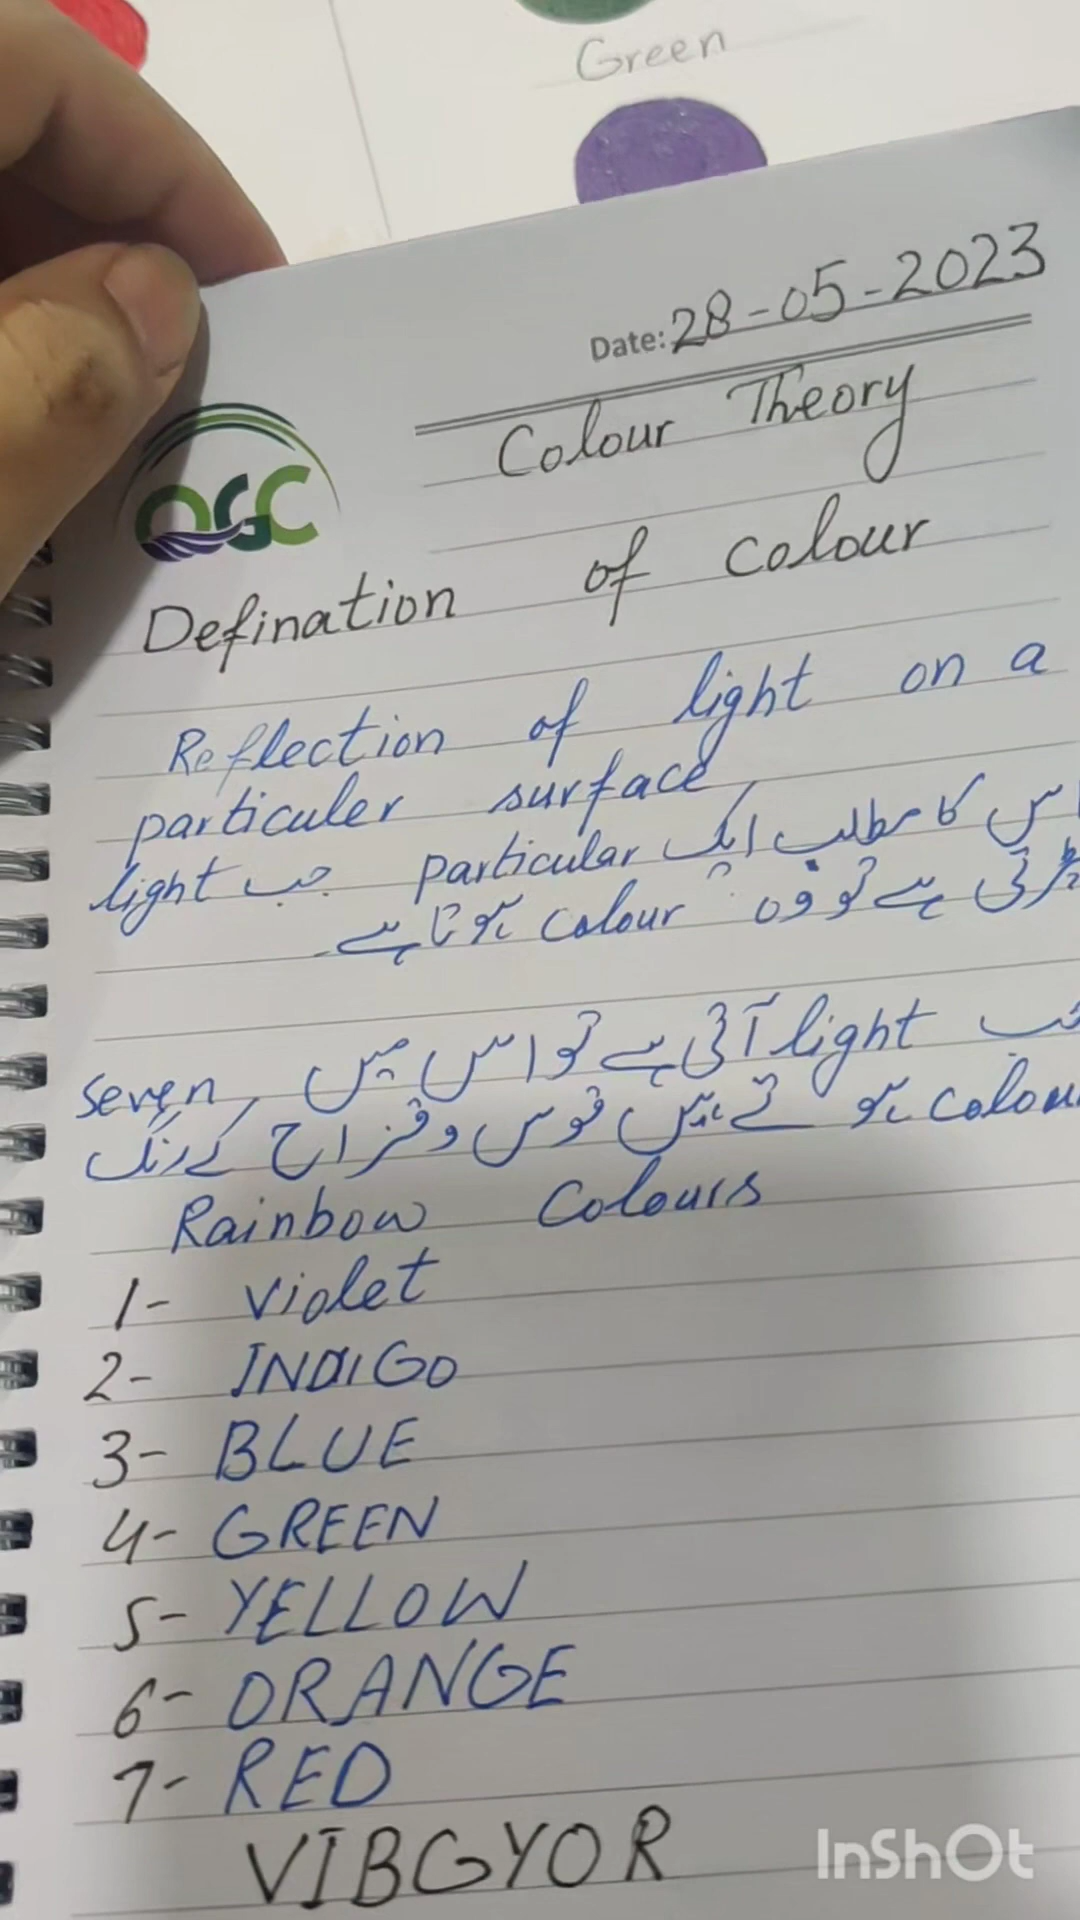 Green
Date: 28-05-2023
Colour Theory
OGC
Defination of colour
Reflection of light on a
particuler surface
اس کا مطلب ایک particular جب light
پڑتی ہے تو وہ colour ہوتا ہے۔
جب light آتی ہے تو اس میں seven
colour ہو تے ہیں قوس و قزاح کے رنگ
Rainbow Colours
1- Violet
2- INDIGO
3- BLUE
4- GREEN
5- YELLOW
6- ORANGE
7- RED
VIBGYOR
InShOt